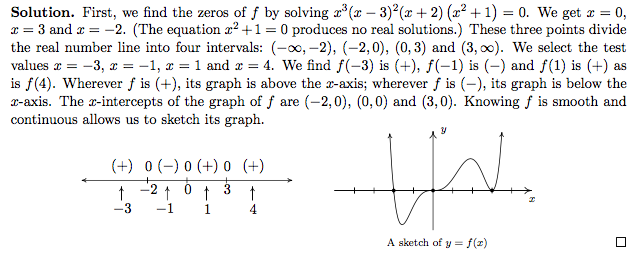 Solution. First, we find the zeros of f by solving x³(x − 3)²(x + 2) (x² + 1) = 0. We get x = 0,
x = 3 and x = −2. (The equation x² + 1 = 0 produces no real solutions.) These three points divide
the real number line into four intervals: (−∞, −2), (−2, 0), (0, 3) and (3, ∞). We select the test
values x = −3, x = −1, x = 1 and x = 4. We find f(−3) is (+), f(−1) is (−) and f(1) is (+) as
is f(4). Wherever f is (+), its graph is above the x-axis; wherever f is (−), its graph is below the
x-axis. The x-intercepts of the graph of f are (−2, 0), (0, 0) and (3, 0). Knowing f is smooth and
continuous allows us to sketch its graph.
(+) 0 (−) 0 (+) 0 (+)
−2 0 3
−3 −1 1 4
y
x
A sketch of y = f(x)